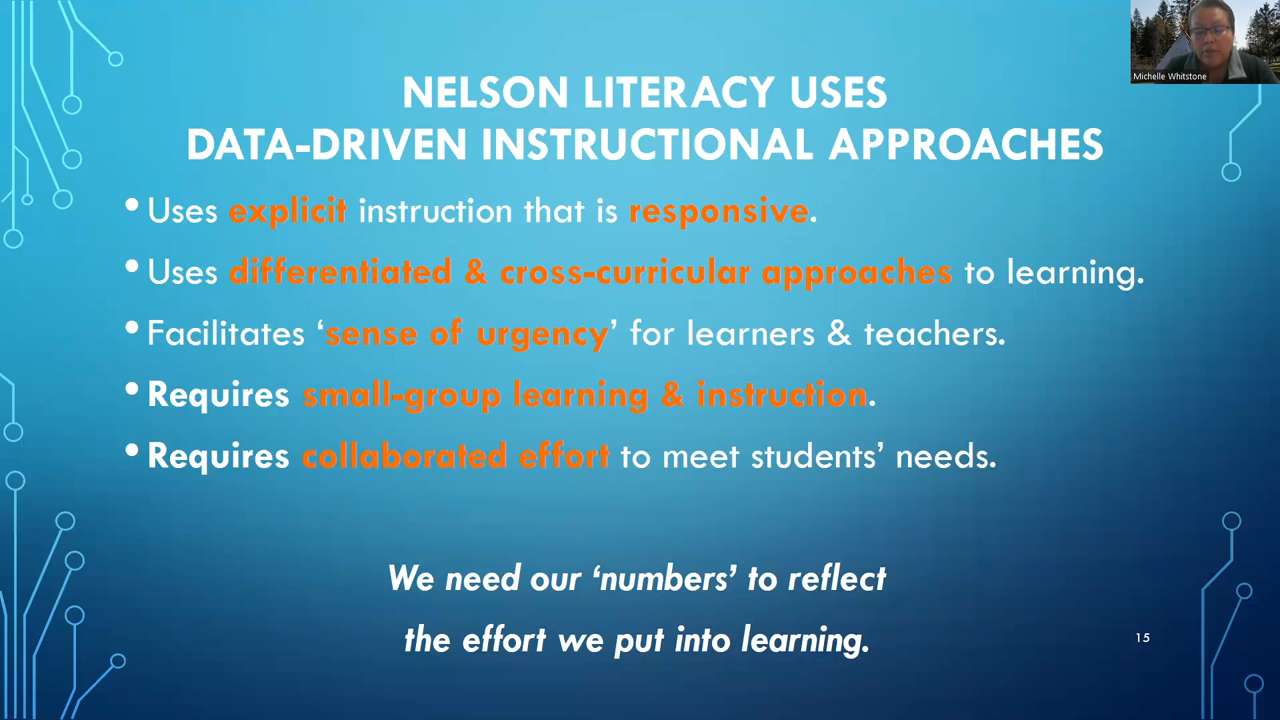 Michelle Whitstone
NELSON LITERACY USES
DATA-DRIVEN INSTRUCTIONAL APPROACHES
• Uses explicit instruction that is responsive.
• Uses differentiated & cross-curricular approaches to learning.
• Facilitates ‘sense of urgency’ for learners & teachers.
• Requires small-group learning & instruction.
• Requires collaborated effort to meet students’ needs.
We need our ‘numbers’ to reflect
the effort we put into learning.
15